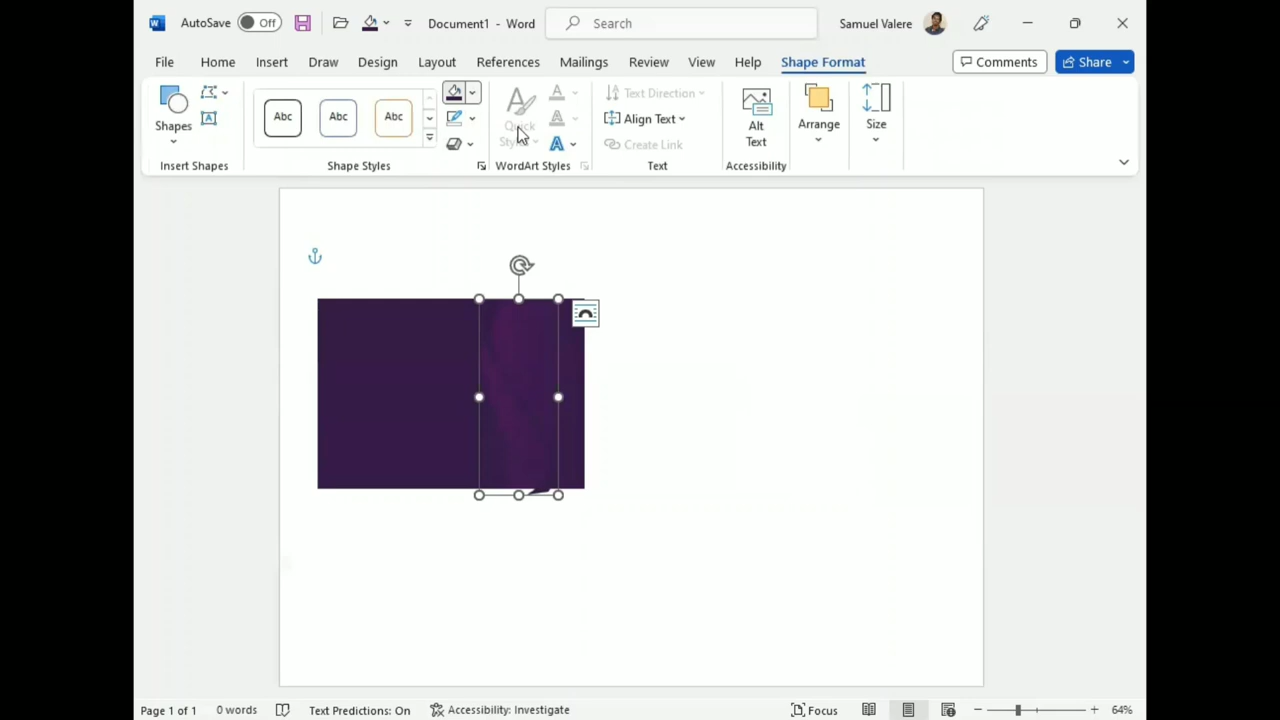 AutoSave Off Document1 - Word Search Samuel Valere
File Home Insert Draw Design Layout References Mailings Review View Help Shape Format Comments Share
Shapes Abc Abc Abc Quick Styles Text Direction Align Text Create Link Alt Text Arrange Size
Insert Shapes Shape Styles WordArt Styles Text Accessibility
Page 1 of 1 0 words Text Predictions: On Accessibility: Investigate Focus 64%